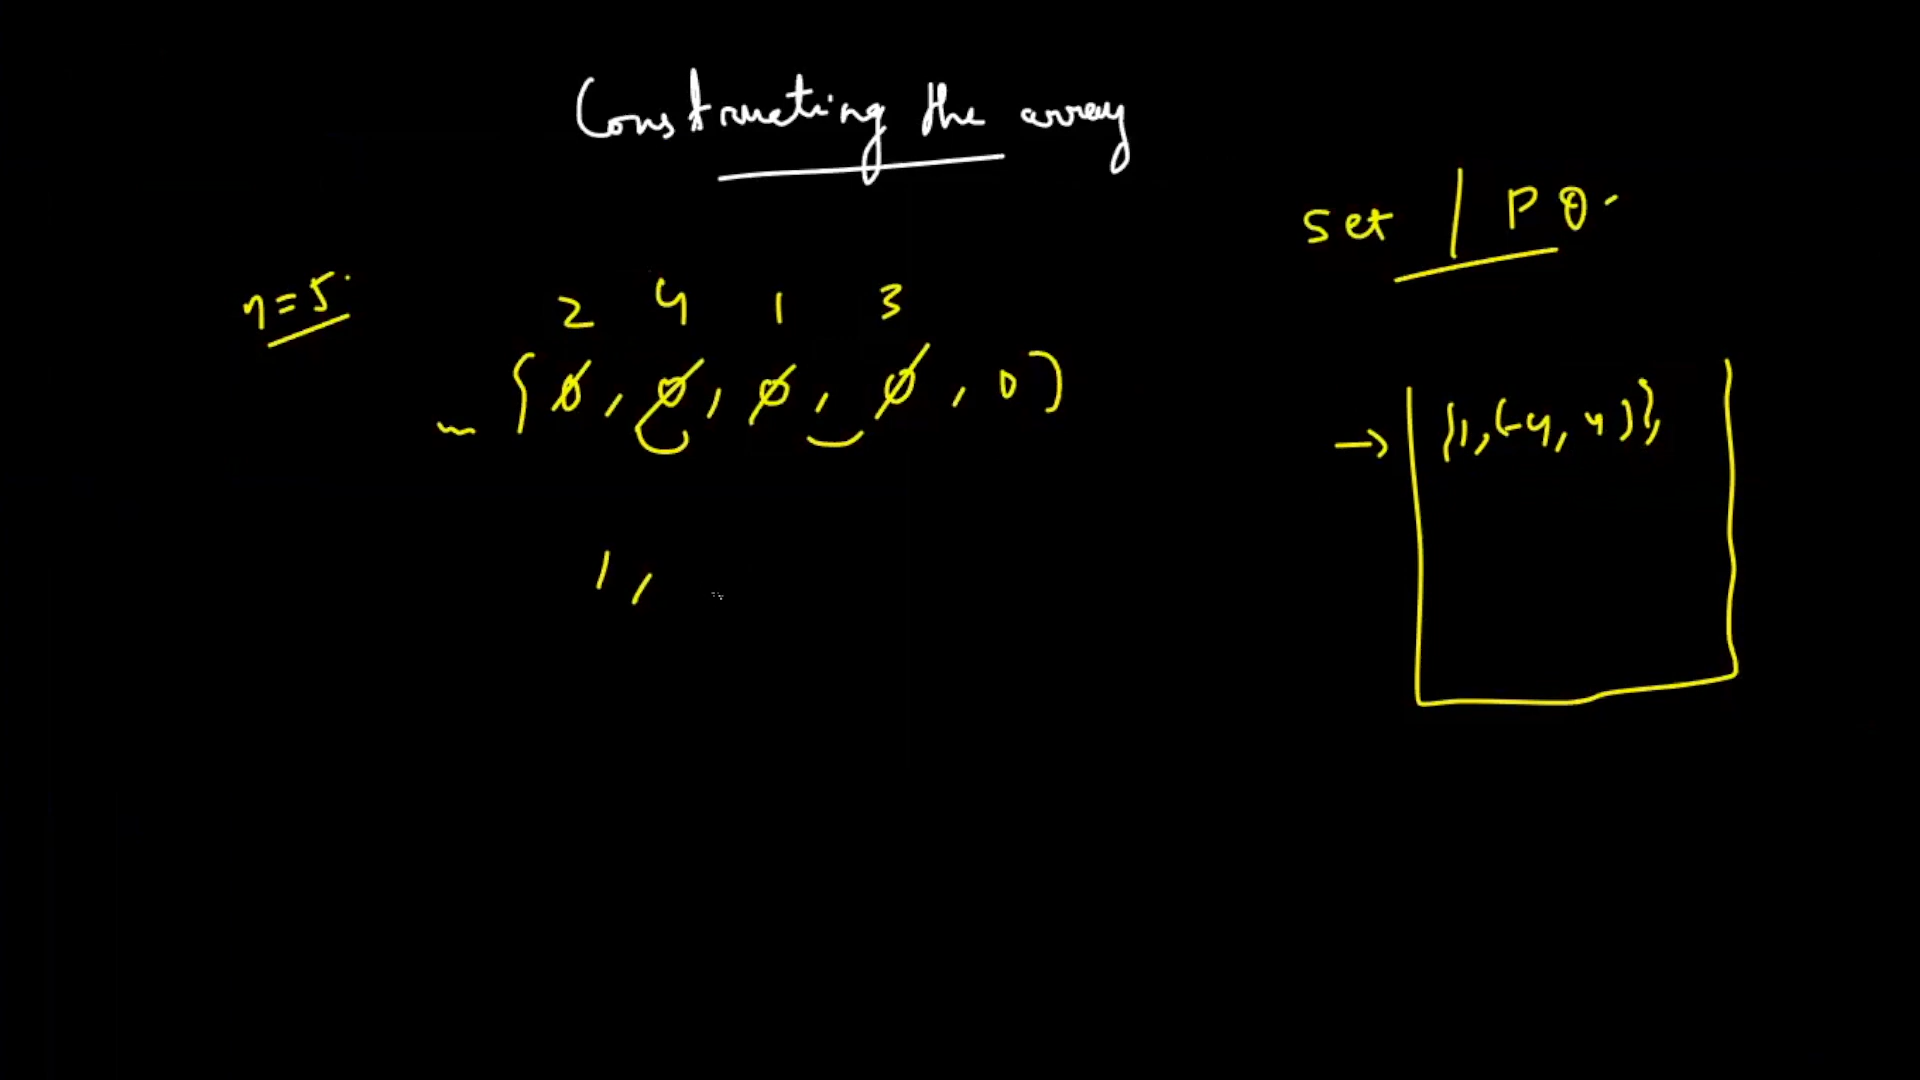 Constructing the array
set | PQ.
n=5.
2 4 1 3
{0, 0, 0, 0, 0}
→ {1,(-4, 4)},
1,